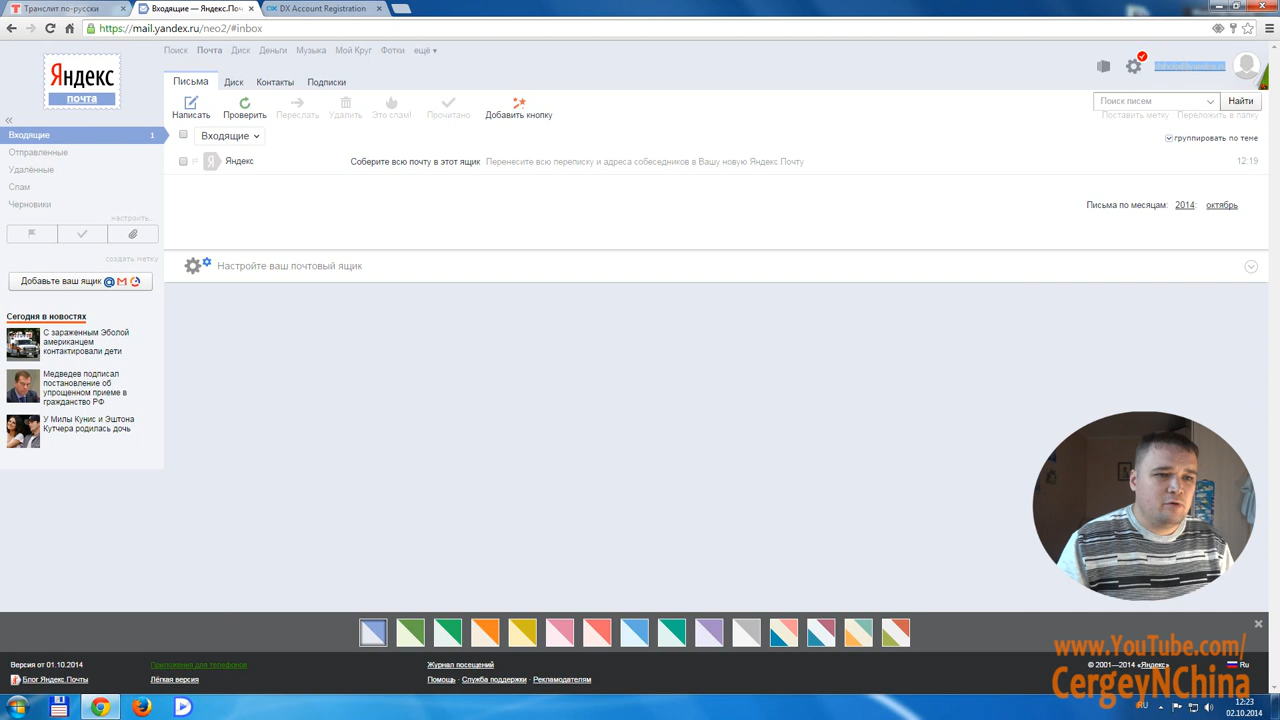 Транслит по-русски
Входящие — Яндекс.По
DX Account Registration
https://mail.yandex.ru/neo2/#inbox
Поиск Почта Диск Деньги Музыка Мой Круг Фотки ещё
Яндекс
почта
Письма Диск Контакты Подписки
Написать Проверить Переслать Удалить Это спам! Прочитано Добавить кнопку
Поиск писем Найти
Поставить метку Переложить в папку
Входящие 1
Отправленные
Удалённые
Спам
Черновики
настроить...
создать метку
Добавьте ваш ящик
Входящие
группировать по теме
Яндекс Соберите всю почту в этот ящик Перенесите всю переписку и адреса собеседников в Вашу новую Яндекс Почту 12:19
Письма по месяцам: 2014: октябрь
Настройте ваш почтовый ящик
Сегодня в новостях
С зараженным Эболой
американцем
контактировали дети
Медведев подписал
постановление об
упрощенном приеме в
гражданство РФ
У Милы Кунис и Эштона
Кутчера родилась дочь
Версия от 01.10.2014
Блог Яндекс.Почты
Приложения для телефонов
Лёгкая версия
Журнал посещений
Помощь · Служба поддержки · Рекламодателям
© 2001—2014 «Яндекс» Ru
www.YouTube.com/
CergeyNChina
RU
12:23
02.10.2014